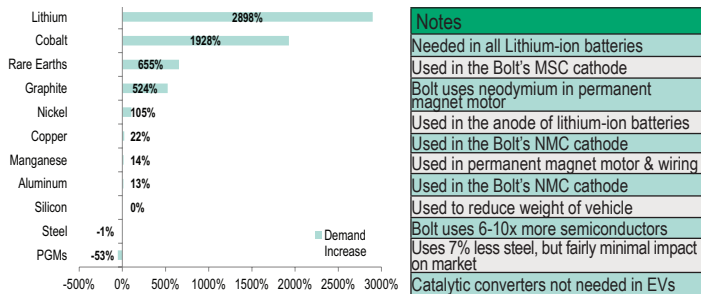 Lithium
2898%
Cobalt
1928%
Rare Earths
655%
Graphite
524%
Nickel
105%
Copper
22%
Manganese
14%
Aluminum
13%
Silicon
0%
Steel
-1%
PGMs
-53%
Demand
Increase
-500% 0% 500% 1000% 1500% 2000% 2500% 3000%
Notes
Needed in all Lithium-ion batteries
Used in the Bolt's MSC cathode
Bolt uses neodymium in permanent
magnet motor
Used in the anode of lithium-ion batteries
Used in the Bolt's NMC cathode
Used in permanent magnet motor & wiring
Used in the Bolt's NMC cathode
Used to reduce weight of vehicle
Bolt uses 6-10x more semiconductors
Uses 7% less steel, but fairly minimal impact
on market
Catalytic converters not needed in EVs